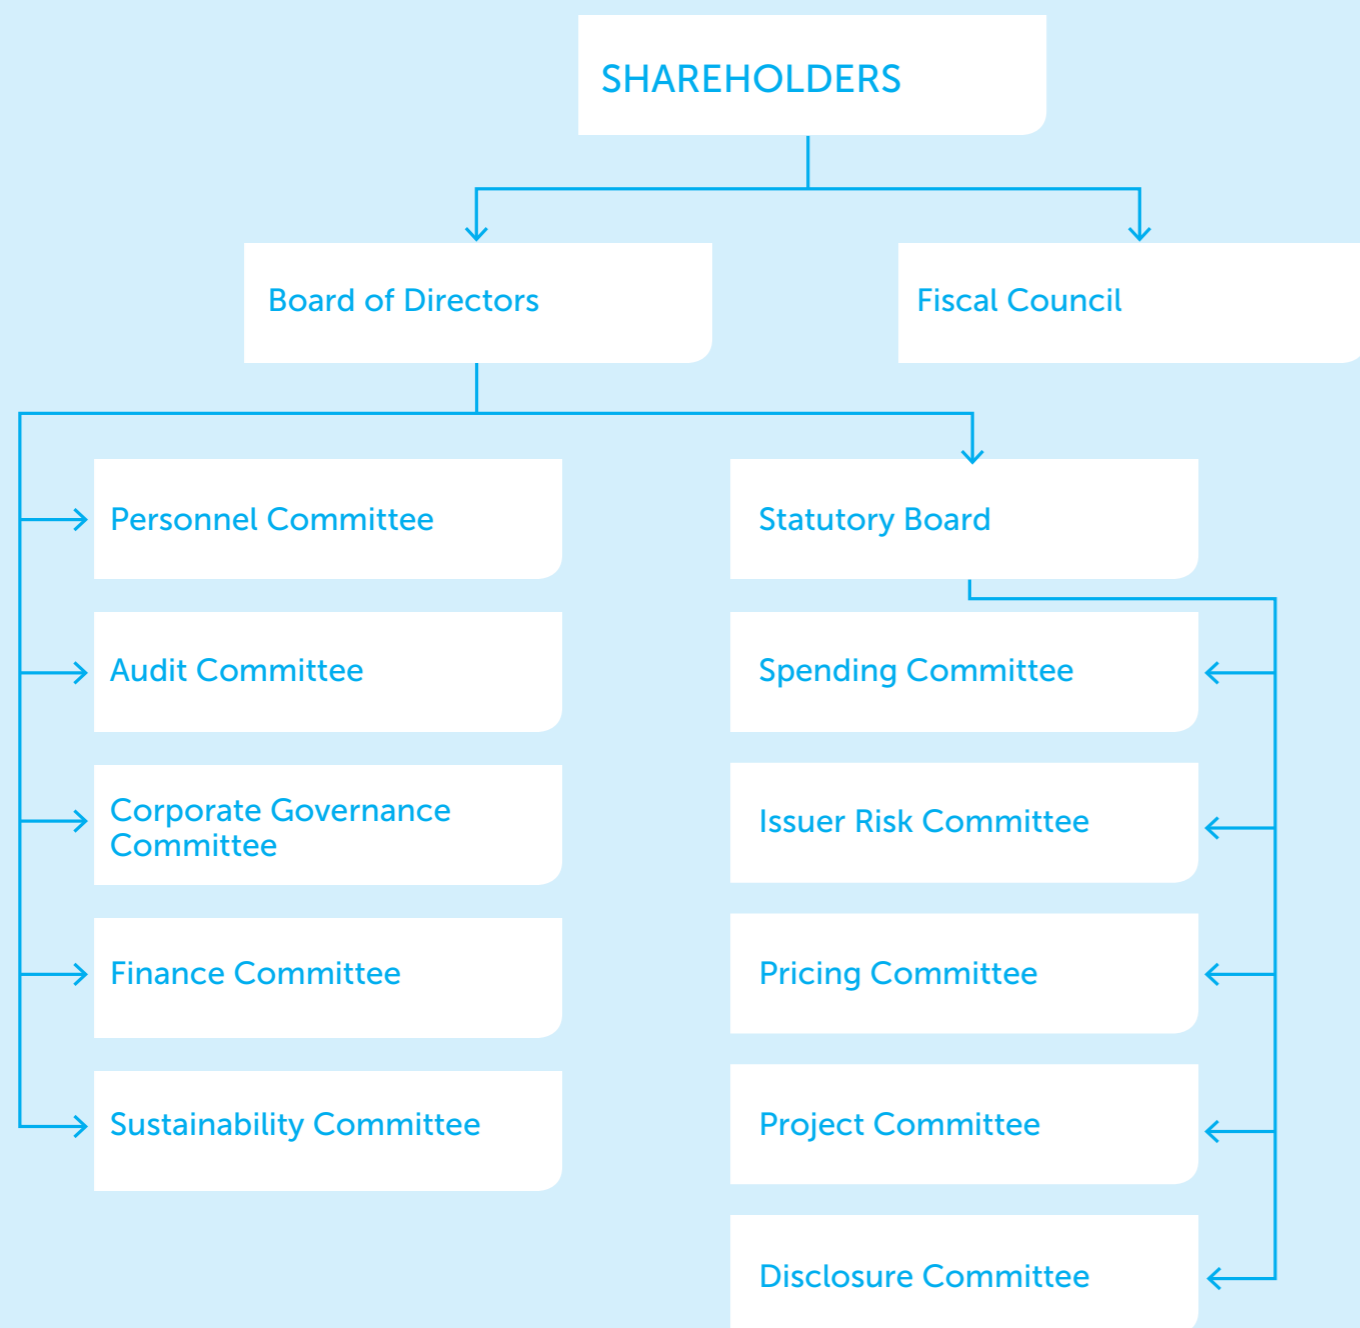 SHAREHOLDERS
Board of Directors
Fiscal Council
Personnel Committee
Statutory Board
Audit Committee
Spending Committee
Corporate Governance
Committee
Issuer Risk Committee
Finance Committee
Pricing Committee
Sustainability Committee
Project Committee
Disclosure Committee